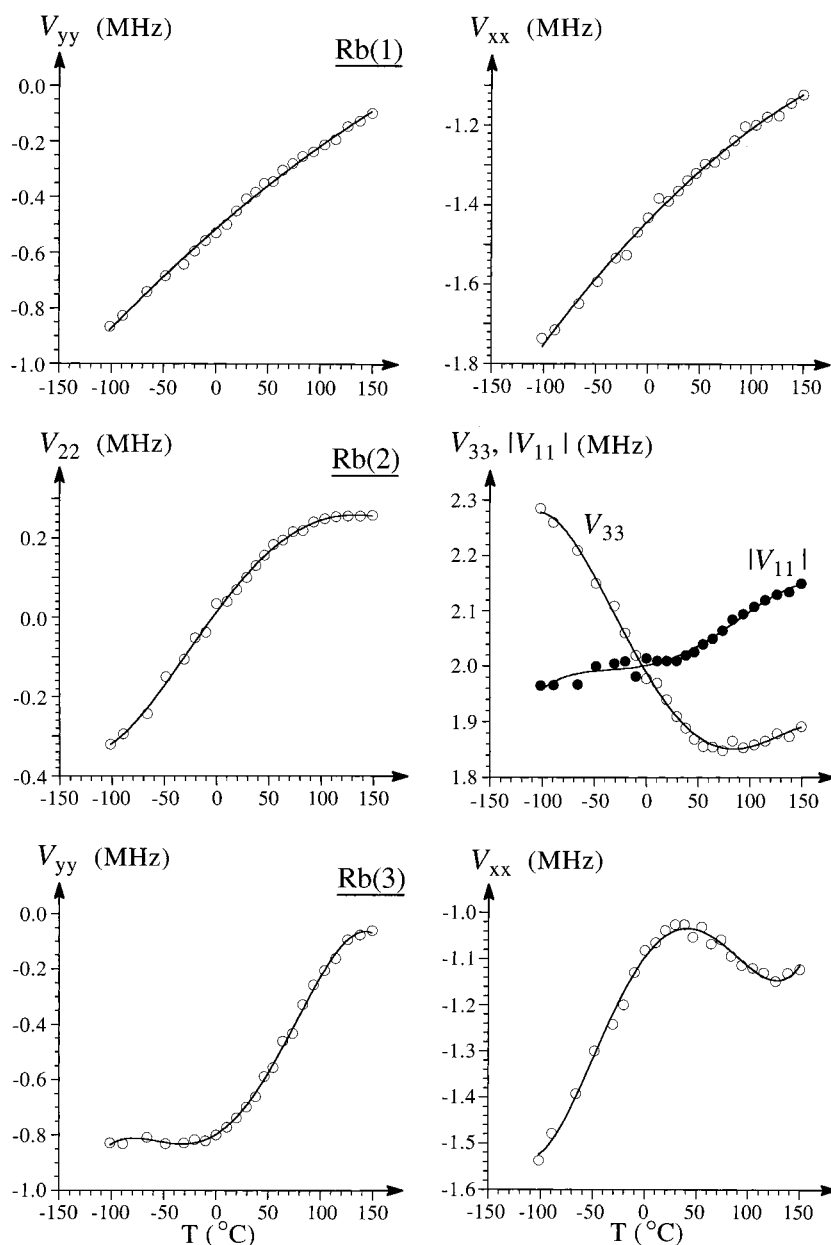 V_yy (MHz)
Rb(1)
0.0
-0.2
-0.4
-0.6
-0.8
-1.0
-150 -100 -50 0 50 100 150
V_xx (MHz)
-1.2
-1.4
-1.6
-1.8
-150 -100 -50 0 50 100 150
V_22 (MHz)
Rb(2)
0.2
0.0
-0.2
-0.4
-150 -100 -50 0 50 100 150
V_33, |V_11| (MHz)
2.3
2.2
2.1
2.0
1.9
1.8
V_33
|V_11|
-100 -50 0 50 100 150
V_yy (MHz)
Rb(3)
0.0
-0.2
-0.4
-0.6
-0.8
-1.0
-150 -100 -50 0 50 100 150
T (°C)
V_xx (MHz)
-1.0
-1.1
-1.2
-1.3
-1.4
-1.5
-1.6
-150 -100 -50 0 50 100 150
T (°C)